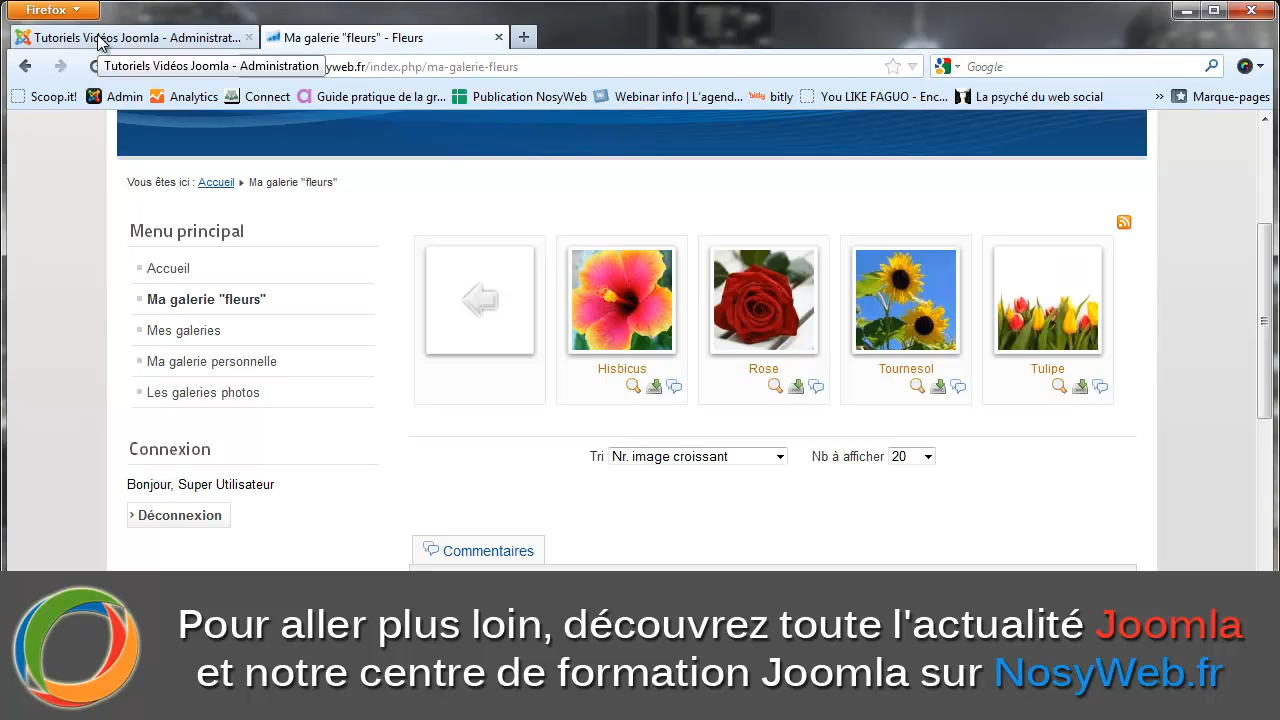 Firefox
Tutoriels Vidéos Joomla - Administrat...
Ma galerie "fleurs" - Fleurs
Tutoriels Vidéos Joomla - Administration
yweb.fr/index.php/ma-galerie-fleurs
Google
Scoop.it!
Admin
Analytics
Connect
Guide pratique de la gr...
Publication NosyWeb
Webinar info | L'agend...
bitly
You LIKE FAGUO - Enc...
La psyché du web social
»
Marque-pages
Vous êtes ici : Accueil Ma galerie "fleurs"
Menu principal
Accueil
Ma galerie "fleurs"
Mes galeries
Ma galerie personnelle
Les galeries photos
Connexion
Bonjour, Super Utilisateur
Déconnexion
Hisbicus
Rose
Tournesol
Tulipe
Tri Nr. image croissant Nb à afficher 20
Commentaires
Pour aller plus loin, découvrez toute l'actualité Joomla
et notre centre de formation Joomla sur NosyWeb.fr